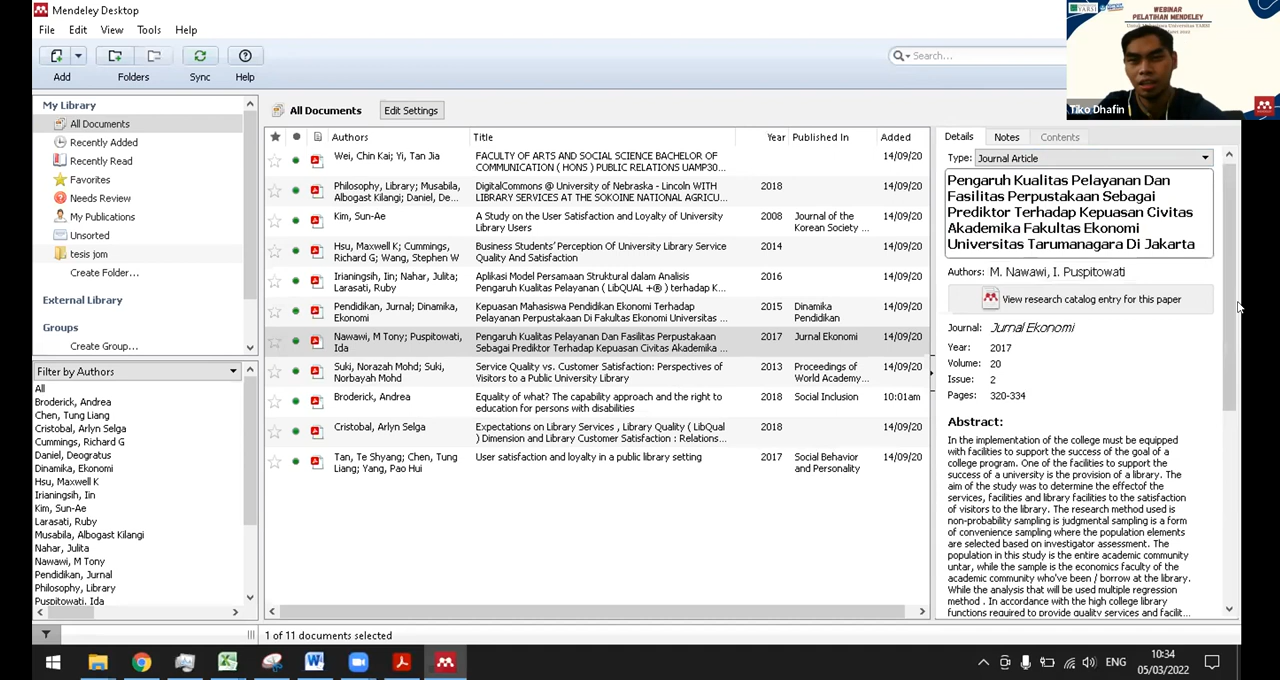 Mendeley Desktop
File Edit View Tools Help
Add Folders Sync Help
Search...
WEBINAR
PELATIHAN MENDELEY
Tiko Dhafin
My Library
All Documents
Recently Added
Recently Read
Favorites
Needs Review
My Publications
Unsorted
tesis jom
Create Folder...
External Library
Groups
Create Group...
Filter by Authors
All
Broderick, Andrea
Chen, Tung Liang
Cristobal, Arlyn Selga
Cummings, Richard G
Daniel, Deogratus
Dinamika, Ekonomi
Hsu, Maxwell K
Irianingsih, Iin
Kim, Sun-Ae
Larasati, Ruby
Musabila, Albogast Kilangi
Nahar, Julita
Nawawi, M Tony
Pendidikan, Jurnal
Philosophy, Library
Puspitowati, Ida
All Documents Edit Settings
Authors Title Year Published In Added
Wei, Chin Kai; Yi, Tan Jia FACULTY OF ARTS AND SOCIAL SCIENCE BACHELOR OF 14/09/20
COMMUNICATION ( HONS ) PUBLIC RELATIONS UAMP30...
Philosophy, Library; Musabila, DigitalCommons @ University of Nebraska - Lincoln WITH 2018 14/09/20
Albogast Kilangi; Daniel, De... LIBRARY SERVICES AT THE SOKOINE NATIONAL AGRICU...
Kim, Sun-Ae A Study on the User Satisfaction and Loyalty of University 2008 Journal of the 14/09/20
Library Users Korean Society ...
Hsu, Maxwell K; Cummings, Business Students' Perception Of University Library Service 2014 14/09/20
Richard G; Wang, Stephen W Quality And Satisfaction
Irianingsih, Iin; Nahar, Julita; Aplikasi Model Persamaan Struktural dalam Analisis 2016 14/09/20
Larasati, Ruby Pengaruh Kualitas Pelayanan ( LibQUAL +® ) terhadap K...
Pendidikan, Jurnal; Dinamika, Kepuasan Mahasiswa Pendidikan Ekonomi Terhadap 2015 Dinamika 14/09/20
Ekonomi Pelayanan Perpustakaan Di Fakultas Ekonomi Universitas ... Pendidikan
Nawawi, M Tony; Puspitowati, Pengaruh Kualitas Pelayanan Dan Fasilitas Perpustakaan 2017 Jurnal Ekonomi 14/09/20
Ida Sebagai Prediktor Terhadap Kepuasan Civitas Akademika ...
Suki, Norazah Mohd; Suki, Service Quality vs. Customer Satisfaction: Perspectives of 2013 Proceedings of 14/09/20
Norbayah Mohd Visitors to a Public University Library World Academy...
Broderick, Andrea Equality of what? The capability approach and the right to 2018 Social Inclusion 10:01am
education for persons with disabilities
Cristobal, Arlyn Selga Expectations on Library Services , Library Quality ( LibQual 2018 14/09/20
) Dimension and Library Customer Satisfaction : Relations...
Tan, Te Shyang; Chen, Tung User satisfaction and loyalty in a public library setting 2017 Social Behavior 14/09/20
Liang; Yang, Pao Hui and Personality
Details Notes Contents
Type: Journal Article
Pengaruh Kualitas Pelayanan Dan
Fasilitas Perpustakaan Sebagai
Prediktor Terhadap Kepuasan Civitas
Akademika Fakultas Ekonomi
Universitas Tarumanagara Di Jakarta
Authors: M. Nawawi, I. Puspitowati
View research catalog entry for this paper
Journal: Jurnal Ekonomi
Year: 2017
Volume: 20
Issue: 2
Pages: 320-334
Abstract:
In the implementation of the college must be equipped
with facilities to support the success of the goal of a
college program. One of the facilities to support the
success of a university is the provision of a library. The
aim of the study was to determine the effectof the
services, facilities and library facilities to the satisfaction
of visitors to the library. The research method used is
non-probability sampling is judgmental sampling is a form
of convenience sampling where the population elements
are selected based on investigator assessment. The
population in this study is the entire academic community
untar, while the sample is the economics faculty of the
academic community who've been / borrow at the library.
While the analysis that will be used multiple regression
method . In accordance with the high college library
functions required to provide quality services and facilit...
1 of 11 documents selected
ENG
10:34
05/03/2022